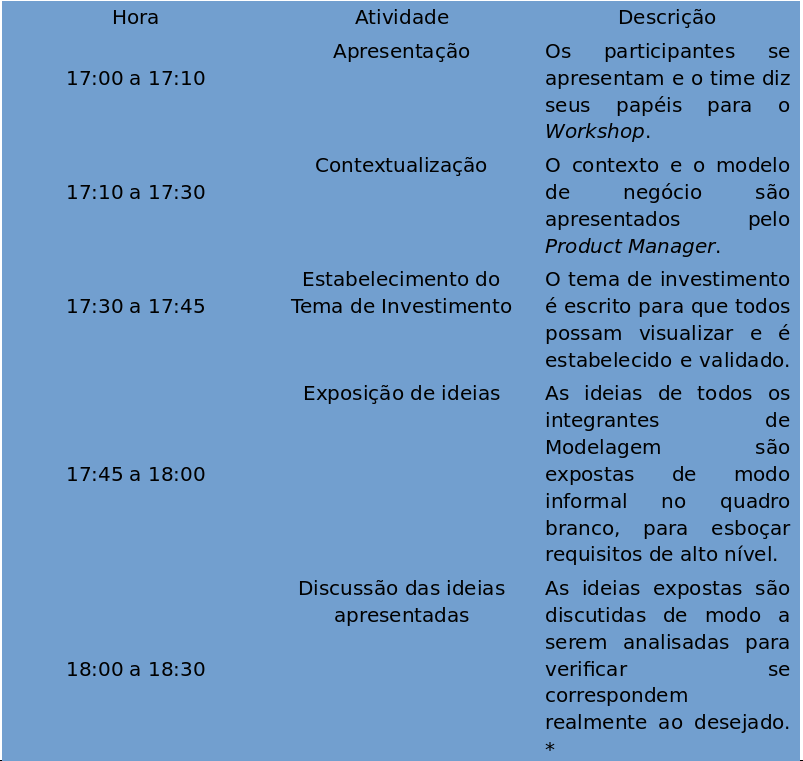 Hora Atividade Descrição
17:00 a 17:10
Apresentação
Os participantes se
apresentam e o time diz
seus papéis para o
Workshop.
17:10 a 17:30
Contextualização
O contexto e o modelo
de negócio são
apresentados pelo
Product Manager.
17:30 a 17:45
Estabelecimento do
Tema de Investimento
O tema de investimento
é escrito para que todos
possam visualizar e é
estabelecido e validado.
17:45 a 18:00
Exposição de ideias
As ideias de todos os
integrantes de
Modelagem são
expostas de modo
informal no quadro
branco, para esboçar
requisitos de alto nível.
18:00 a 18:30
Discussão das ideias
apresentadas
As ideias expostas são
discutidas de modo a
serem analisadas para
verificar se
correspondem
realmente ao desejado.
*